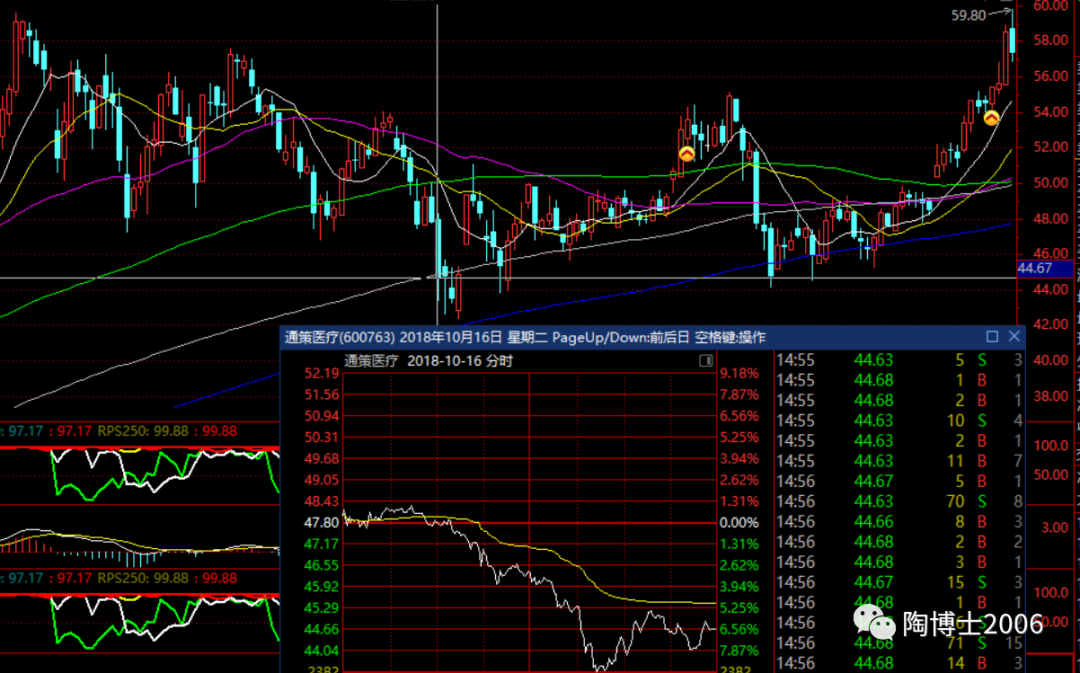 59.80
60.00
58.00
56.00
54.00
52.00
50.00
48.00
46.00
44.67
44.00
42.00
40.00
38.00
100.0
50.00
3.00
100.0
: 97.17 : 97.17 RPS250: 99.88 : 99.88
: 97.17 : 97.17 RPS250: 99.88 : 99.88
通策医疗(600763) 2018年10月16日 星期二 PageUp/Down:前后日 空格键:操作
通策医疗 2018-10-16 分时
52.19 9.18%
51.56 7.87%
50.94 6.56%
50.31 5.25%
49.68 3.94%
49.05 2.62%
48.43 1.31%
47.80 0.00%
47.17 1.31%
46.55 2.62%
45.92 3.94%
45.29 5.25%
44.66 6.56%
44.04 7.87%
2382 2382
14:55 44.63 5 S 3
14:55 44.68 1 B 1
14:55 44.68 2 B 1
14:55 44.63 10 S 4
14:55 44.63 2 B 1
14:55 44.63 11 B 7
14:55 44.67 5 B 1
14:56 44.63 70 S 8
14:56 44.66 8 B 3
14:56 44.68 2 B 2
14:56 44.68 3 B 1
14:56 44.67 15 S 3
14:56 44.68 1 B 1
14:56 44.68 S
14:56 44.68 71 S 15
14:56 44.68 14 B 3
陶博士2006